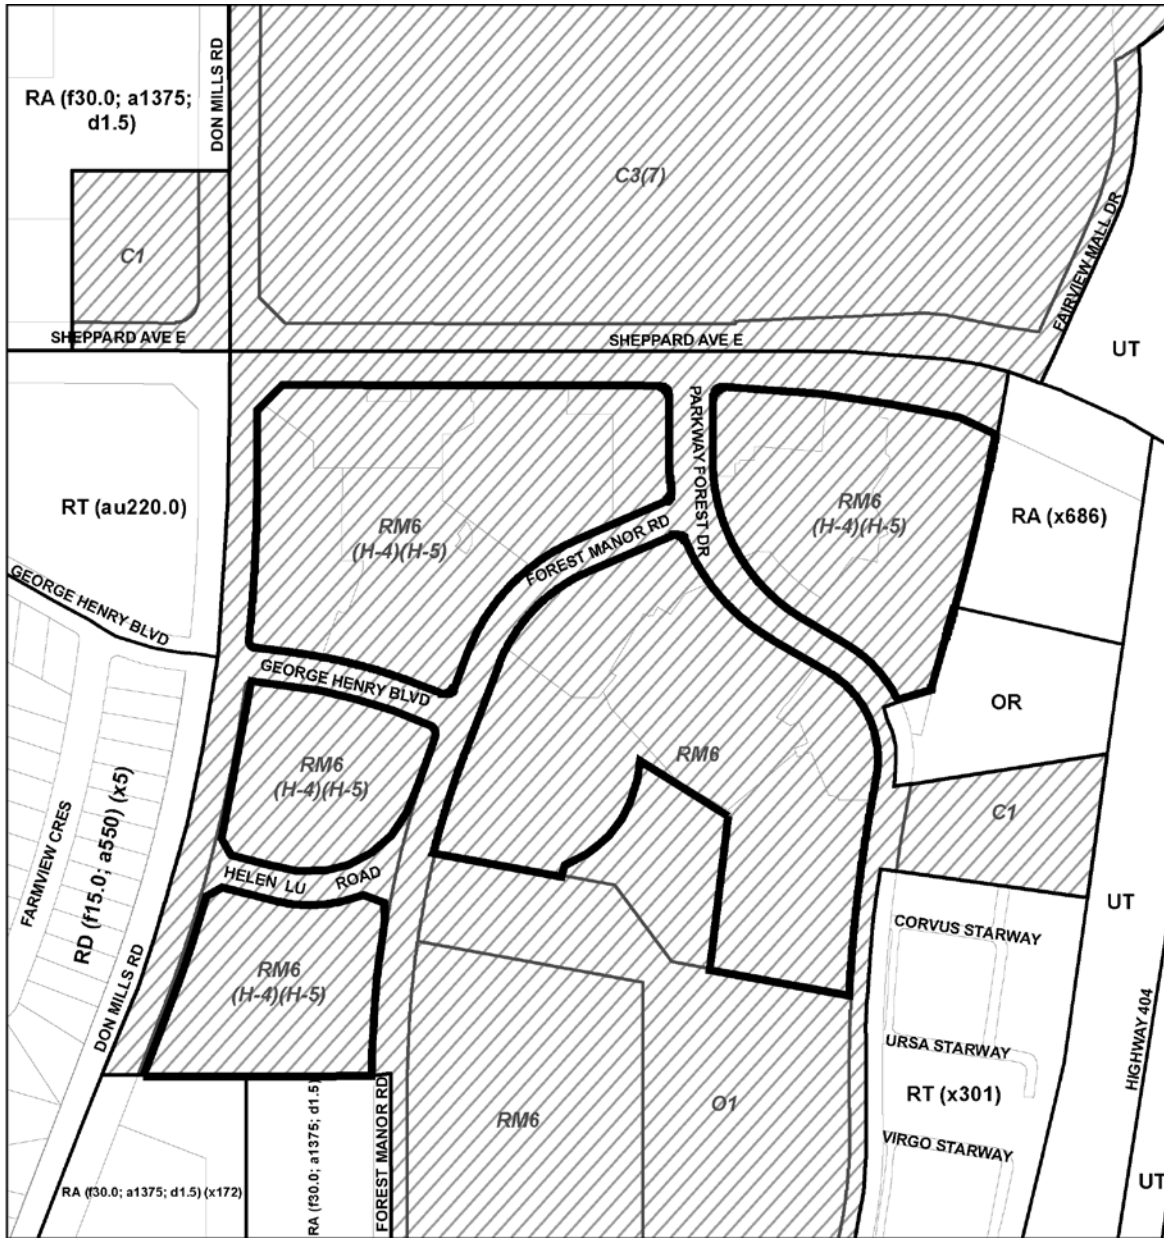 RA (f30.0; a1375;
d1.5)
DON MILLS RD
C3(7)
C1
FAIRVIEW MALL DR
SHEPPARD AVE E
SHEPPARD AVE E
UT
PARKWAY FOREST DR
RT (au220.0)
RM6
(H-4)(H-5)
FOREST MANOR RD
RM6
(H-4)(H-5)
RA (x686)
GEORGE HENRY BLVD
GEORGE HENRY BLVD
OR
RM6
(H-4)(H-5)
RM6
C1
FARMVIEW CRES
RD (f15.0; a550) (x5)
HELEN LU ROAD
UT
CORVUS STARWAY
DON MILLS RD
RM6
(H-4)(H-5)
HIGHWAY 404
URSA STARWAY
RT (x301)
O1
RM6
VIRGO STARWAY
RA (f30.0; a1375; d1.5) (x172)
RA (f30.0; a1375; d1.5)
FOREST MANOR RD
UT